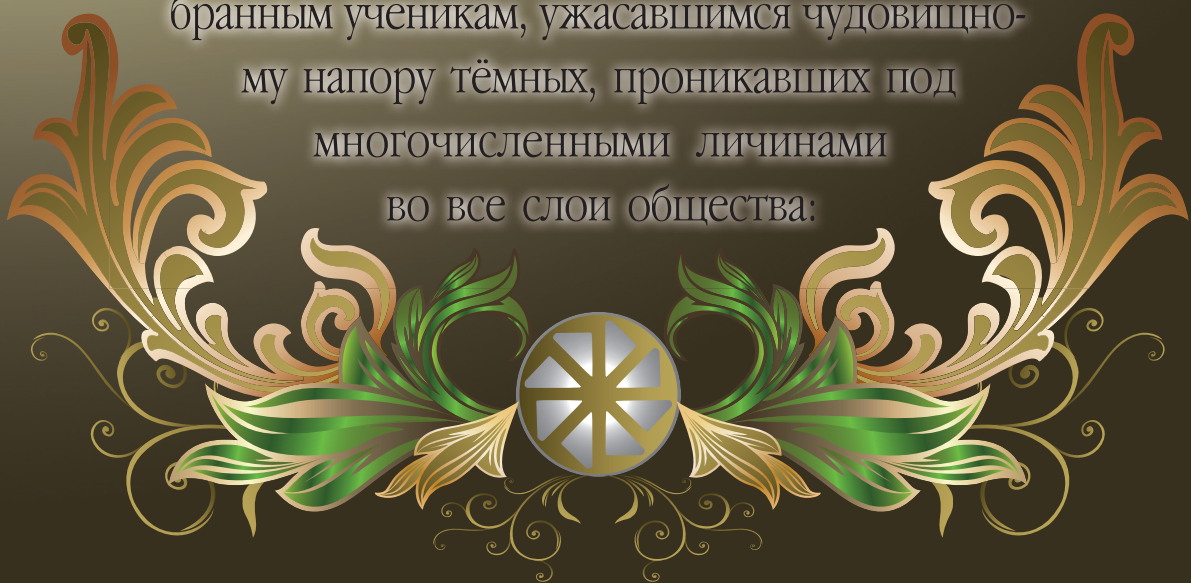 бранным ученикам, ужасавшимся чудовищно-
му напору тёмных, проникавших под
многочисленными личинами
во все слои общества: